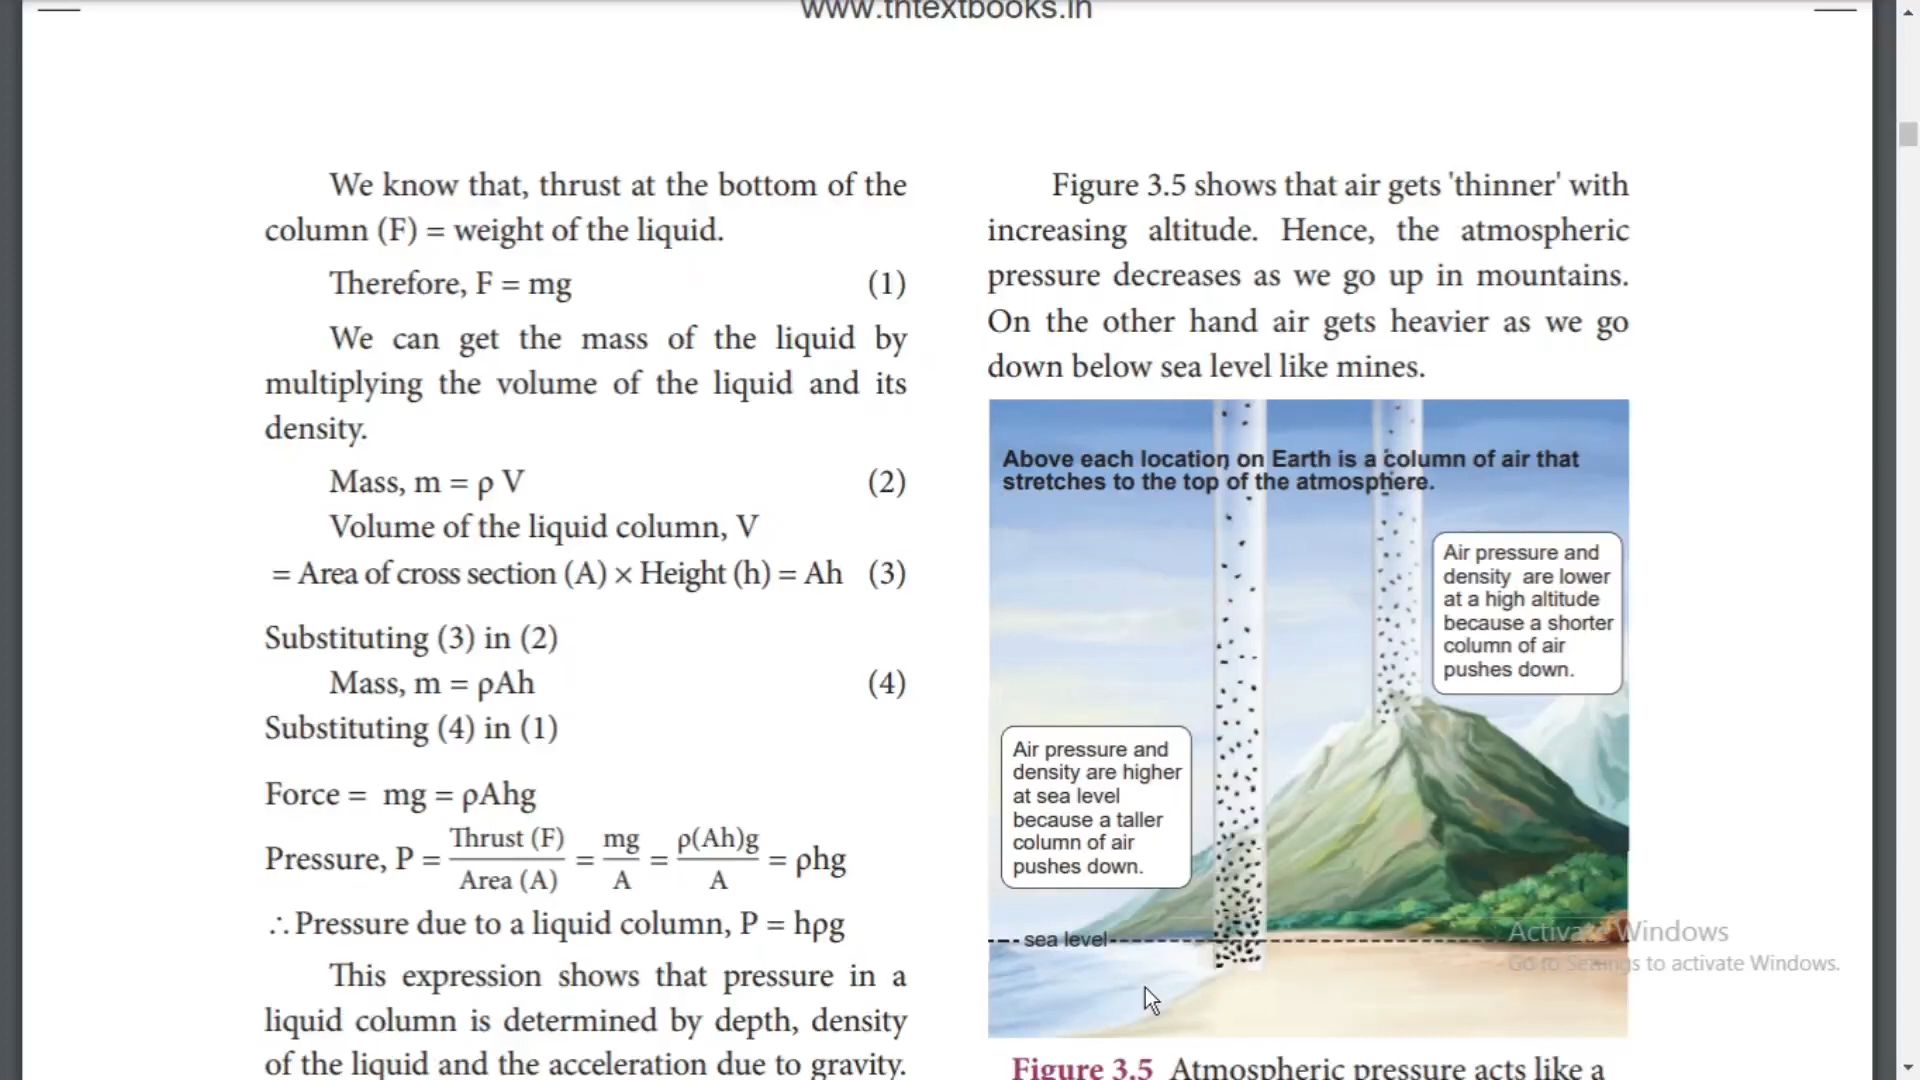 www.tntextbooks.in
We know that, thrust at the bottom of the
column (F) = weight of the liquid.
Therefore, F = mg (1)
We can get the mass of the liquid by
multiplying the volume of the liquid and its
density.
Mass, m = ρ V (2)
Volume of the liquid column, V
= Area of cross section (A) × Height (h) = Ah (3)
Substituting (3) in (2)
Mass, m = ρAh (4)
Substituting (4) in (1)
Force = mg = ρAhg
Pressure, P = Thrust (F) / Area (A) = mg / A = ρ(Ah)g / A = ρhg
∴ Pressure due to a liquid column, P = hρg
This expression shows that pressure in a
liquid column is determined by depth, density
of the liquid and the acceleration due to gravity.
Figure 3.5 shows that air gets 'thinner' with
increasing altitude. Hence, the atmospheric
pressure decreases as we go up in mountains.
On the other hand air gets heavier as we go
down below sea level like mines.
Above each location on Earth is a column of air that
stretches to the top of the atmosphere.
Air pressure and
density are lower
at a high altitude
because a shorter
column of air
pushes down.
Air pressure and
density are higher
at sea level
because a taller
column of air
pushes down.
sea level
Activate Windows
Go to Settings to activate Windows.
Figure 3.5 Atmospheric pressure acts like a